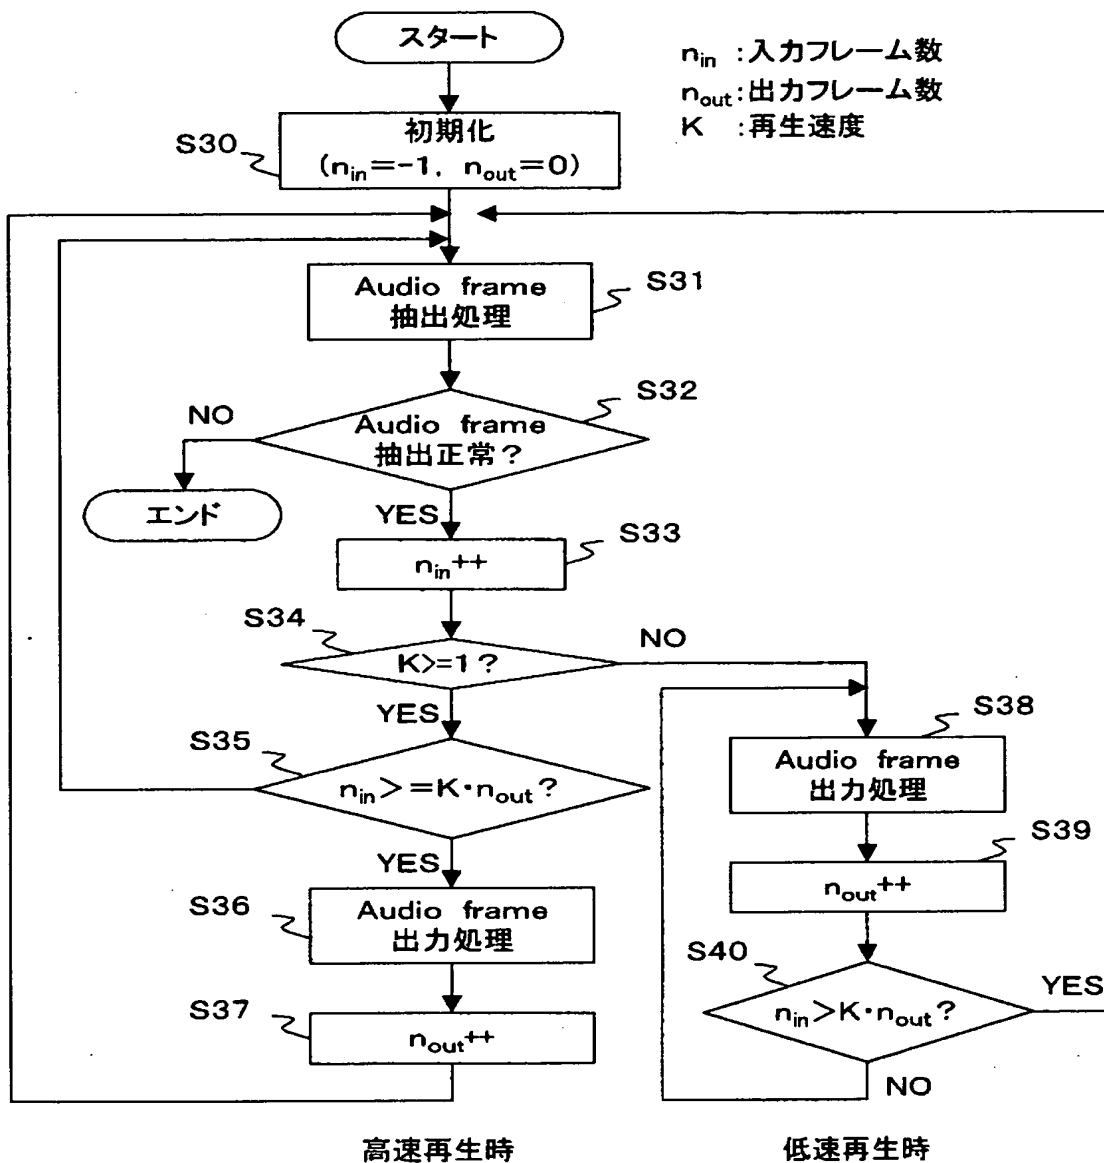 スタート
n_in :入力フレーム数
n_out:出力フレーム数
K :再生速度
S30
初期化
(n_in=-1, n_out=0)
Audio frame
抽出処理
S31
S32
Audio frame
抽出正常?
NO
エンド
YES
S33
n_in++
S34
K>=1?
NO
YES
S35
n_in>=K・n_out?
YES
S36
Audio frame
出力処理
S37
n_out++
S38
Audio frame
出力処理
S39
n_out++
S40
n_in>K・n_out?
YES
NO
高速再生時
低速再生時